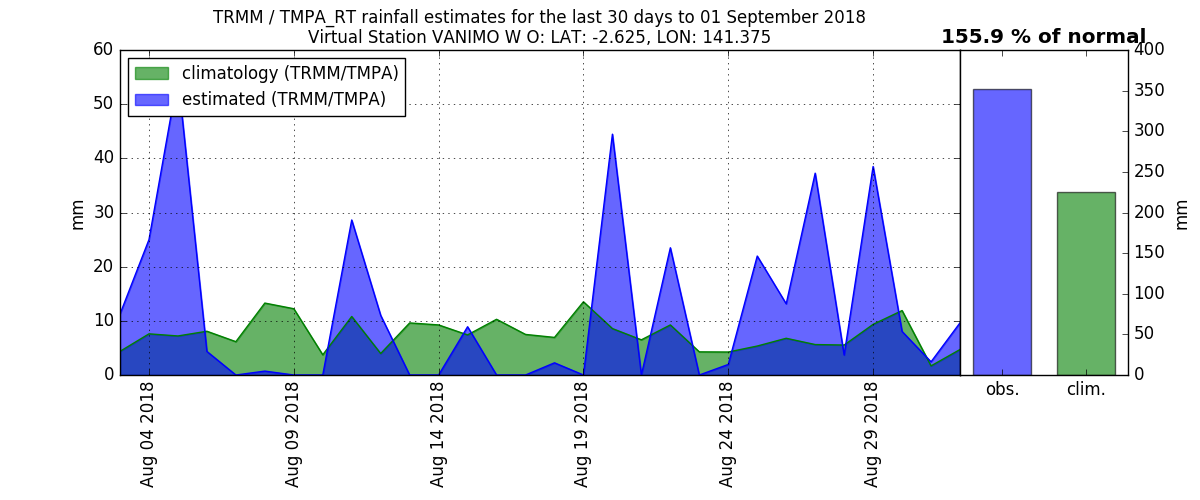 TRMM / TMPA_RT rainfall estimates for the last 30 days to 01 September 2018
Virtual Station VANIMO W O: LAT: -2.625, LON: 141.375
155.9 % of normal
climatology (TRMM/TMPA)
estimated (TRMM/TMPA)
60
50
40
30
20
10
0
mm
Aug 04 2018
Aug 09 2018
Aug 14 2018
Aug 19 2018
Aug 24 2018
Aug 29 2018
obs.
clim.
400
350
300
250
200
150
100
50
0
mm